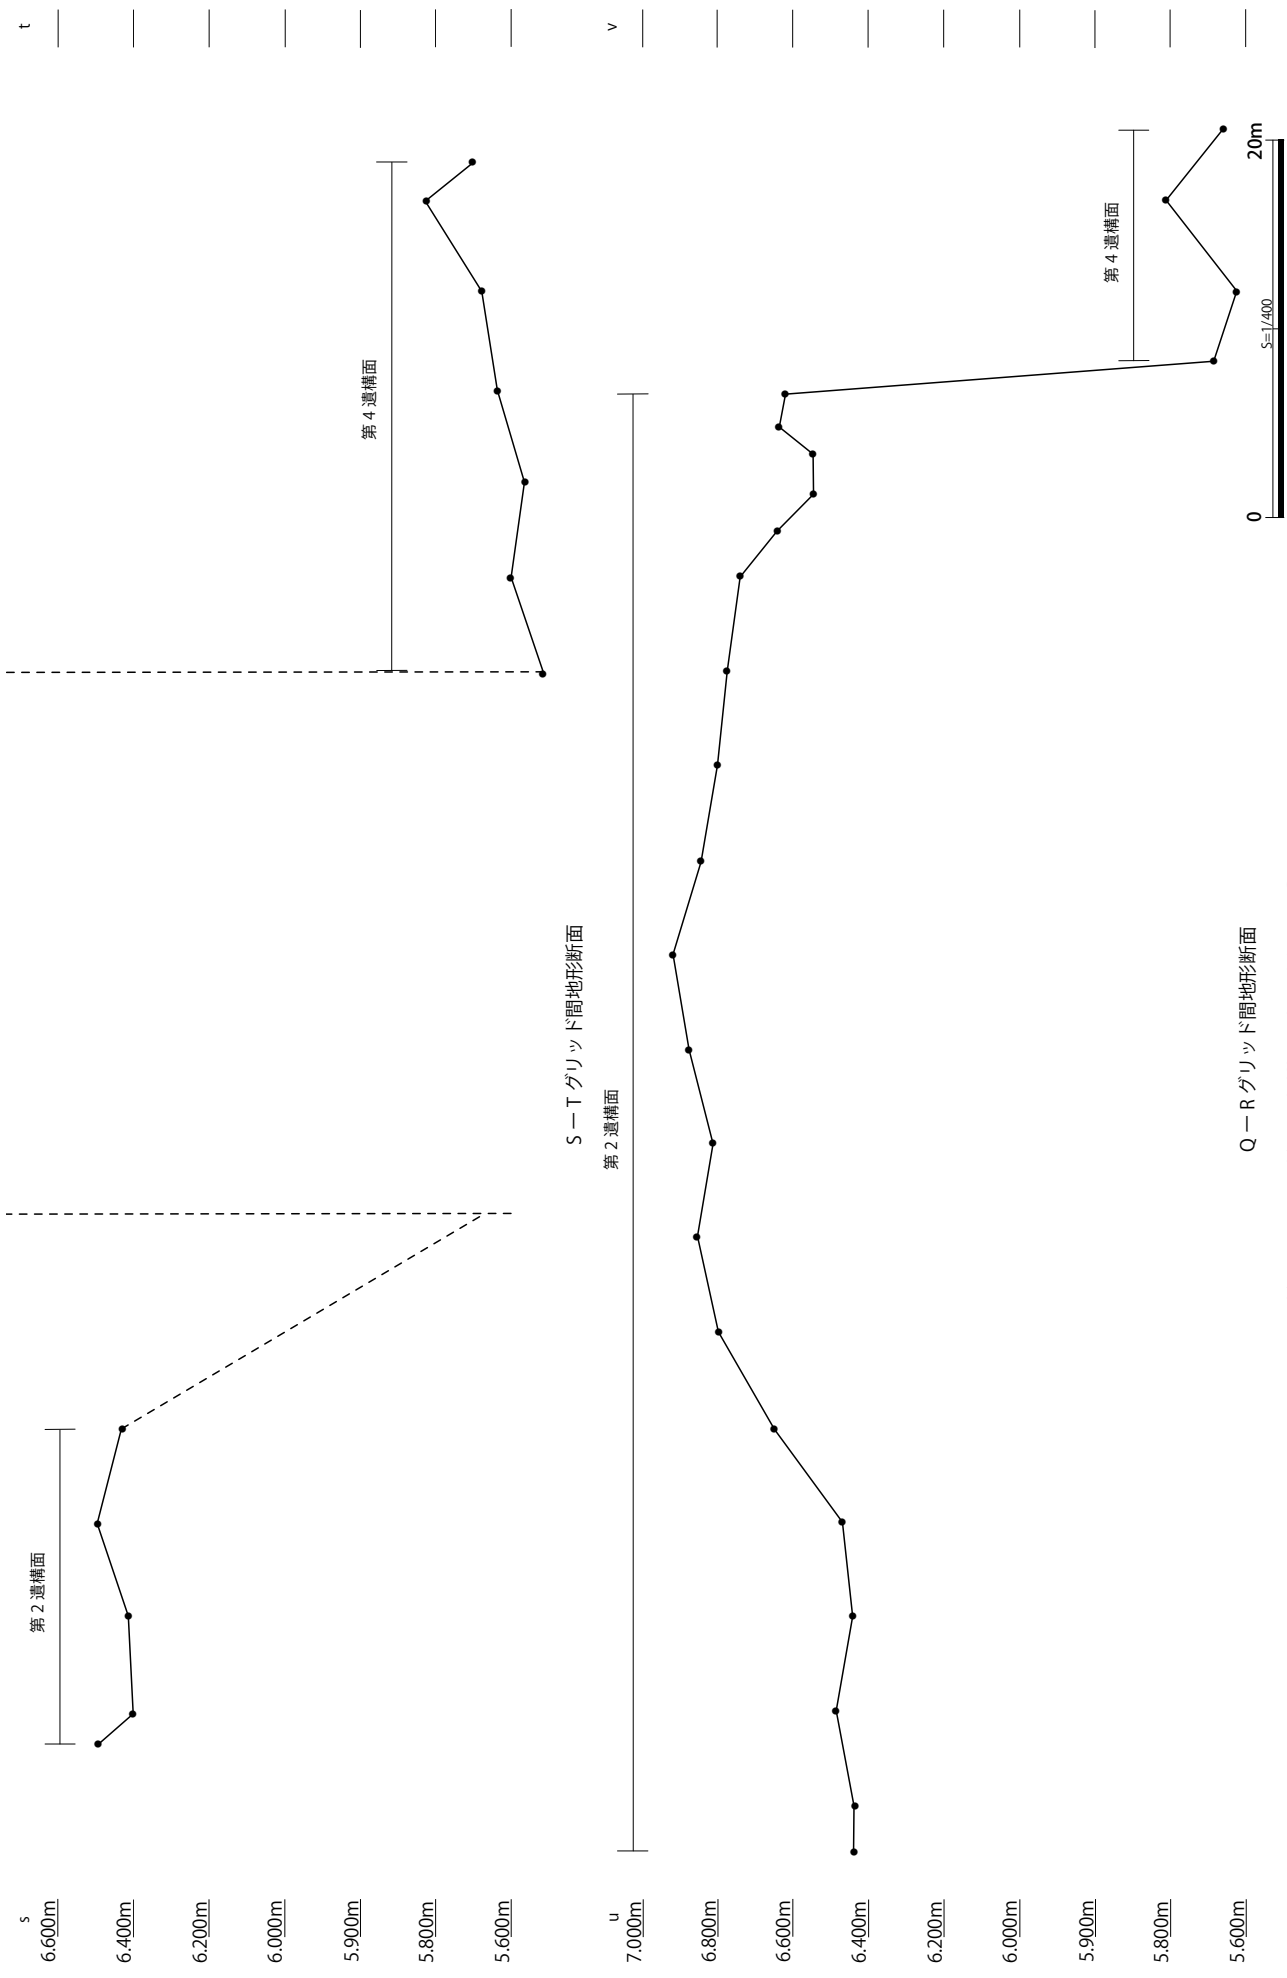 s
t
6.600m
6.400m
6.200m
6.000m
5.900m
5.800m
5.600m
第 2 遺構面
第 4 遺構面
S ー T グリッド間地形断面
u
v
7.000m
6.800m
6.600m
6.400m
6.200m
6.000m
5.900m
5.800m
5.600m
第 2 遺構面
第 4 遺構面
Q ー R グリッド間地形断面
0
S=1/400
20m